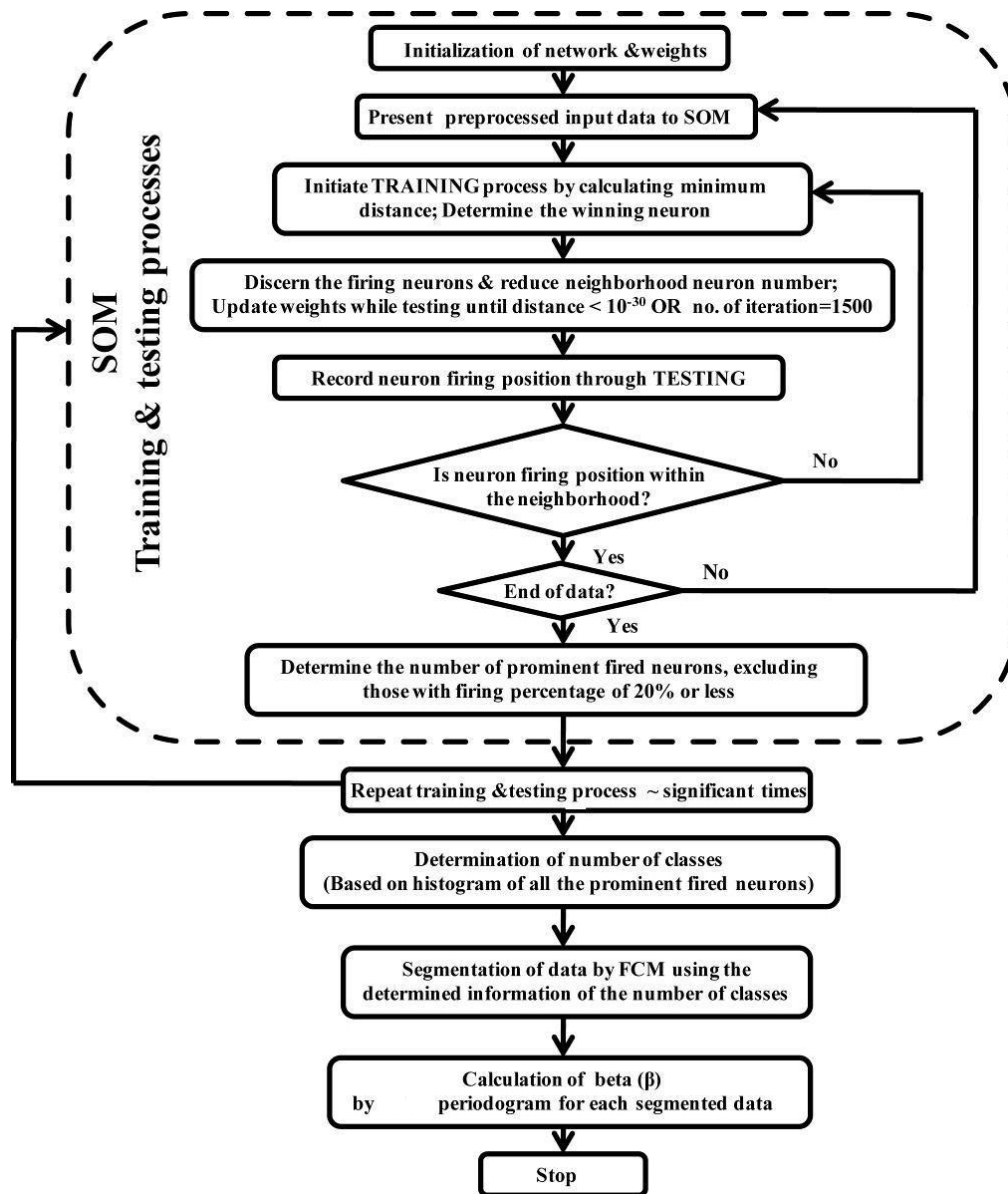 Initialization of network &weights
Present preprocessed input data to SOM
Initiate TRAINING process by calculating minimum
distance; Determine the winning neuron
Discern the firing neurons & reduce neighborhood neuron number;
Update weights while testing until distance < 10⁻³⁰ OR no. of iteration=1500
Record neuron firing position through TESTING
Is neuron firing position within
the neighborhood?
No
Yes
End of data?
No
Yes
Determine the number of prominent fired neurons, excluding
those with firing percentage of 20% or less
SOM
Training & testing processes
Repeat training &testing process ~ significant times
Determination of number of classes
(Based on histogram of all the prominent fired neurons)
Segmentation of data by FCM using the
determined information of the number of classes
Calculation of beta (β)
by periodogram for each segmented data
Stop